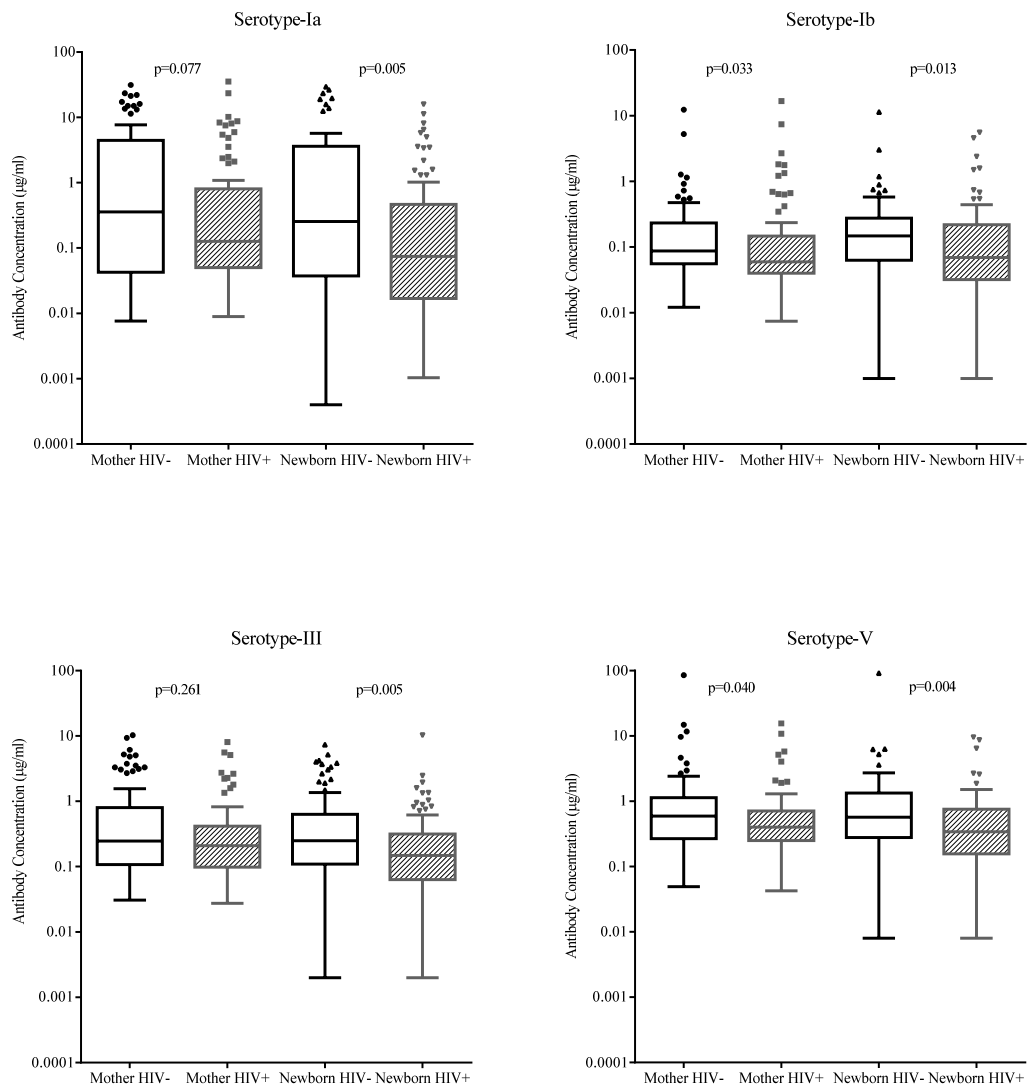 Serotype-Ia
100
10
1
0.1
0.01
0.001
0.0001
Antibody Concentration (µg/ml)
p=0.077
p=0.005
Mother HIV- Mother HIV+ Newborn HIV- Newborn HIV+
Serotype-Ib
100
10
1
0.1
0.01
0.001
0.0001
Antibody Concentration (µg/ml)
p=0.033
p=0.013
Mother HIV- Mother HIV+ Newborn HIV- Newborn HIV+
Serotype-III
100
10
1
0.1
0.01
0.001
0.0001
Antibody Concentration (µg/ml)
p=0.261
p=0.005
Mother HIV- Mother HIV+ Newborn HIV- Newborn HIV+
Serotype-V
100
10
1
0.1
0.01
0.001
0.0001
Antibody Concentration (µg/ml)
p=0.040
p=0.004
Mother HIV- Mother HIV+ Newborn HIV- Newborn HIV+